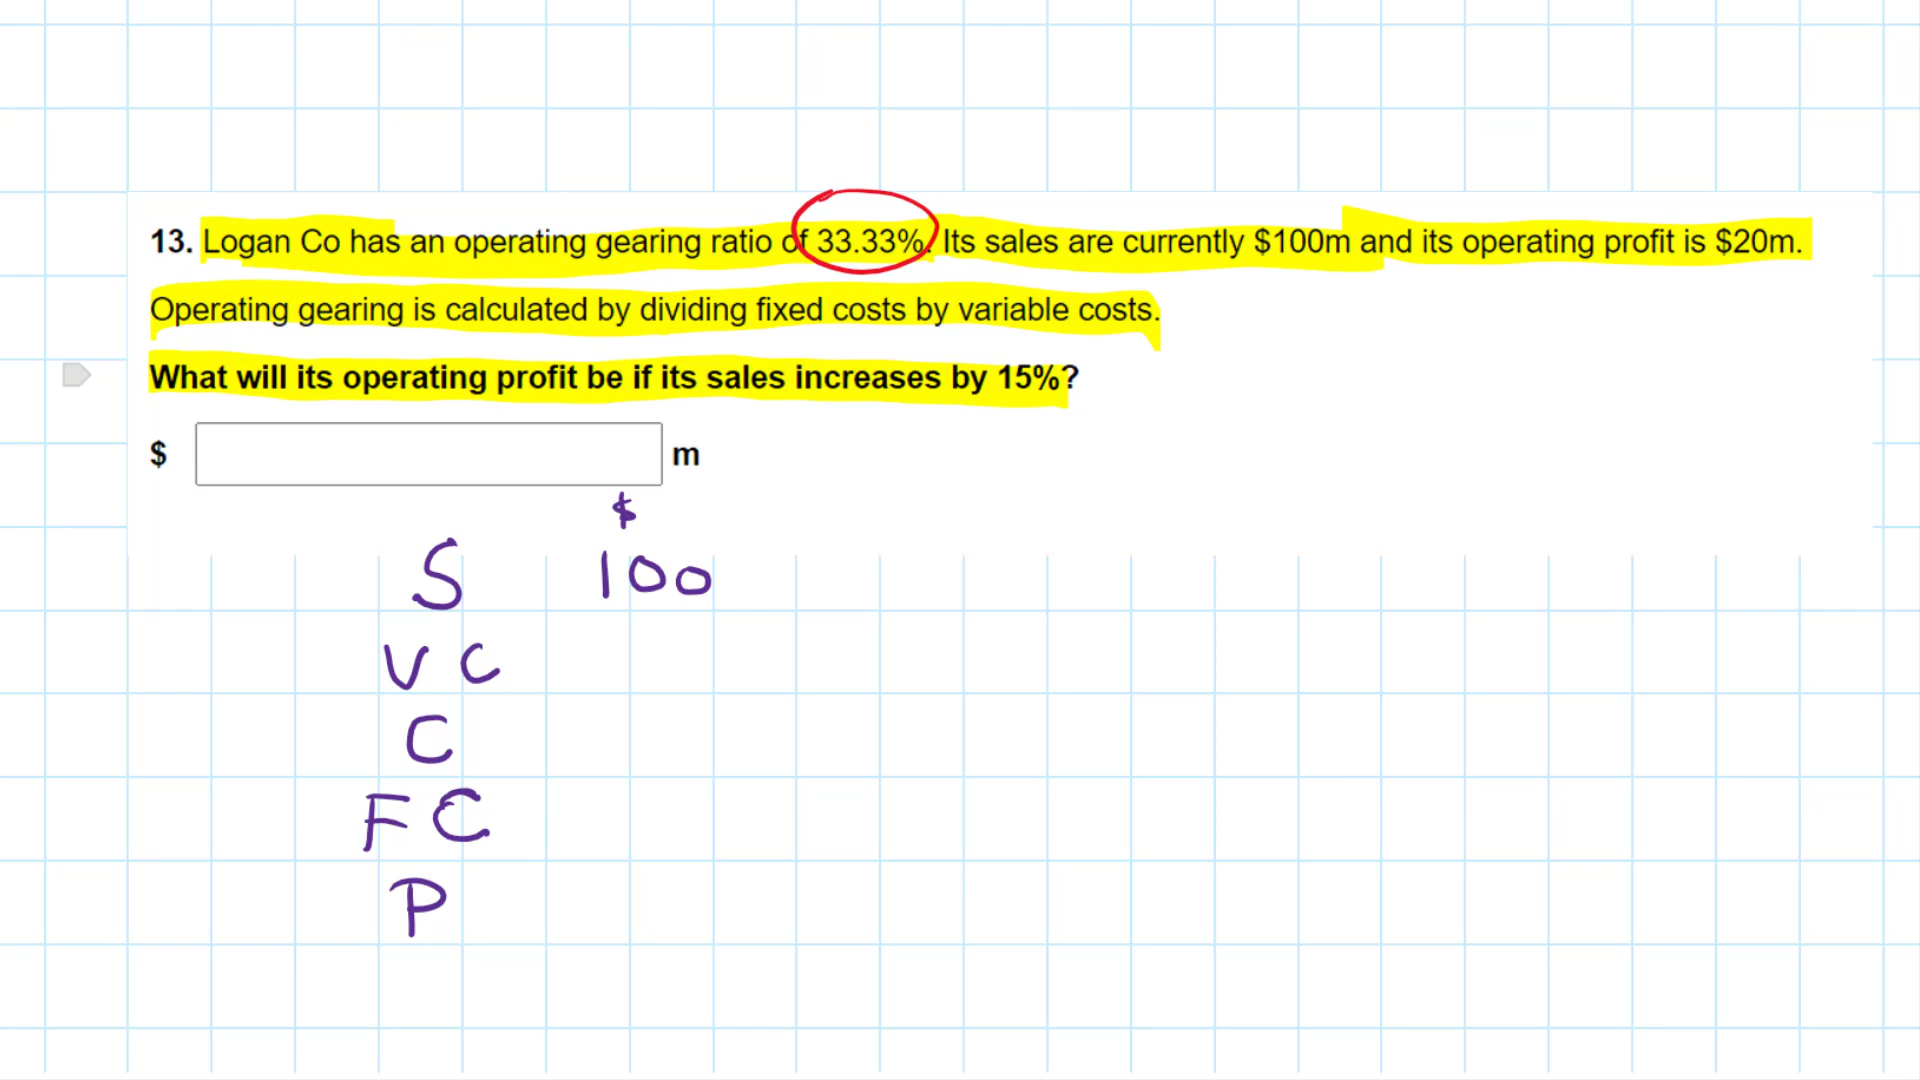 13. Logan Co has an operating gearing ratio of 33.33%. Its sales are currently $100m and its operating profit is $20m.
Operating gearing is calculated by dividing fixed costs by variable costs.
What will its operating profit be if its sales increases by 15%?
$ m
$
S 100
V C
C
F C
P